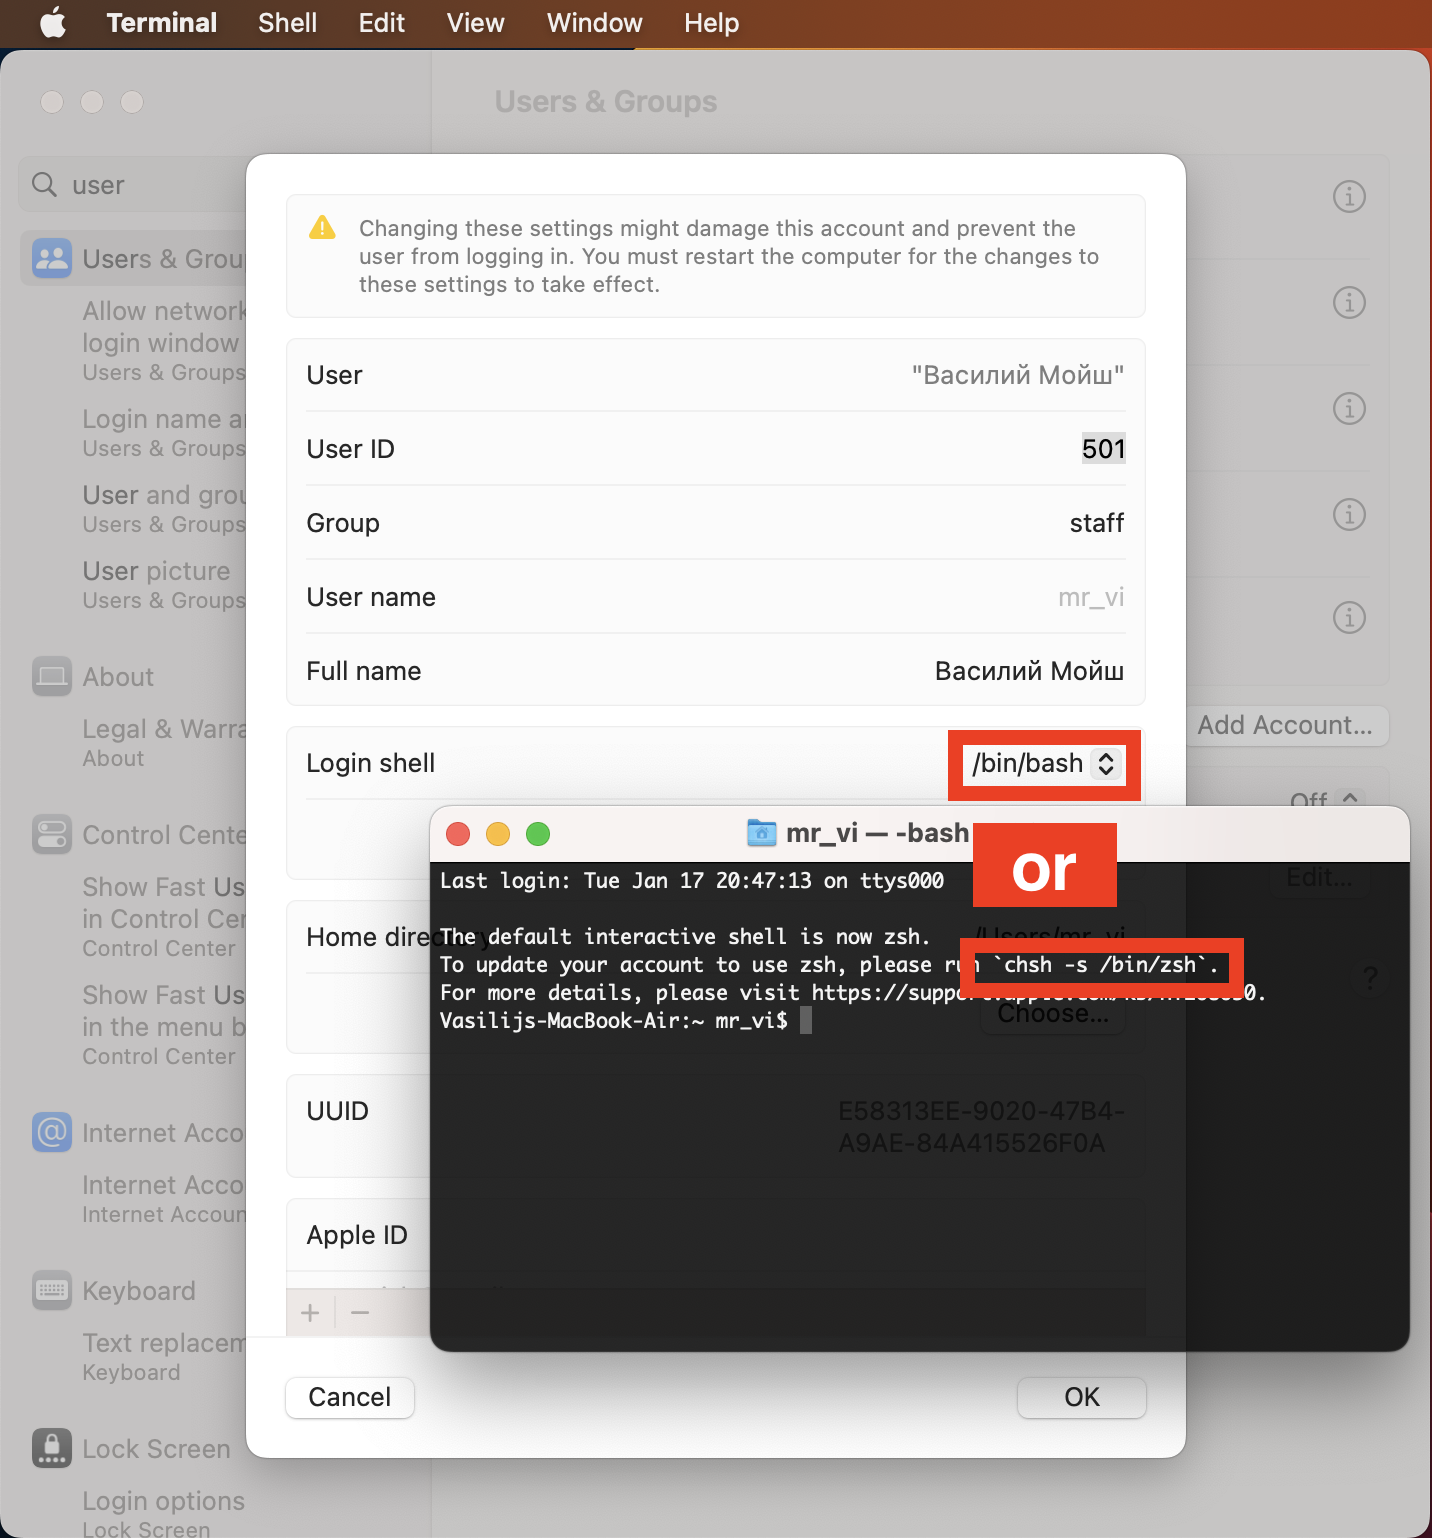 Terminal Shell Edit View Window Help
Users & Groups
user
Users & Grou
Allow network
login window
Users & Groups
Login name a
Users & Groups
User and grou
Users & Groups
User picture
Users & Groups
About
Legal & Warra
About
Control Cente
Show Fast Us
in Control Cer
Control Center
Show Fast Us
in the menu b
Control Center
Internet Acco
Internet Acco
Internet Accoun
Keyboard
Text replacem
Keyboard
Lock Screen
Login options
Lock Screen
Changing these settings might damage this account and prevent the
user from logging in. You must restart the computer for the changes to
these settings to take effect.
User "Василий Мойш"
User ID 501
Group staff
User name mr_vi
Full name Василий Мойш
Login shell /bin/bash
Home directory /Users/mr_vi
Choose...
UUID E58313EE-9020-47B4-
A9AE-84A415526F0A
Apple ID
Cancel OK
Add Account...
Off
Edit...
?
mr_vi — -bash
or
Last login: Tue Jan 17 20:47:13 on ttys000
The default interactive shell is now zsh.
To update your account to use zsh, please run `chsh -s /bin/zsh`.
For more details, please visit
Vasilijs-MacBook-Air:~ mr_vi$